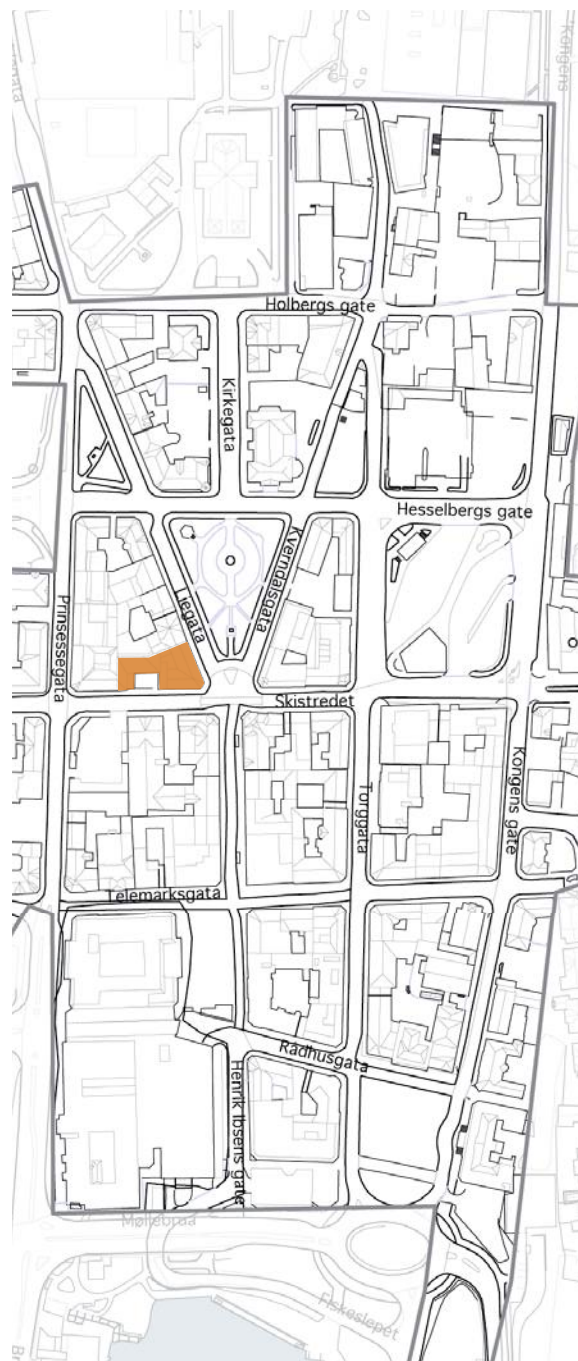 Kongens
Holbergs gate
Kirkegata
Hesselbergs gate
Kverndalsgata
Liegata
Prinsessegata
Skistredet
Torggata
Kongens gate
Telemarksgata
Rådhusgata
Henrik Ibsens gate
Møllebrua
Fiskeslepet